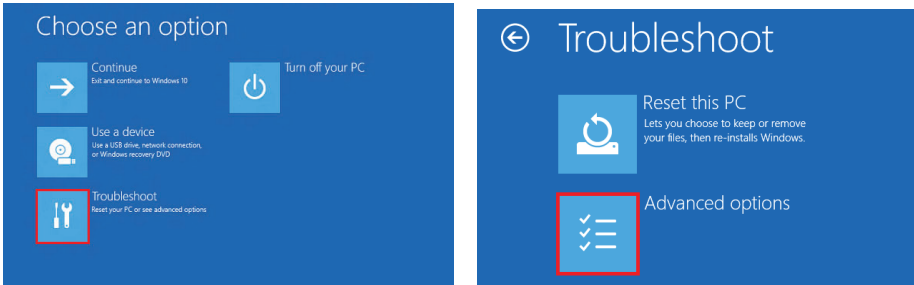 Choose an option
Continue
Exit and continue to Windows 10
Turn off your PC
Use a device
Use a USB drive, network connection,
or Windows recovery DVD
Troubleshoot
Reset your PC or see advanced options
Troubleshoot
Reset this PC
Lets you choose to keep or remove
your files, then re-installs Windows.
Advanced options